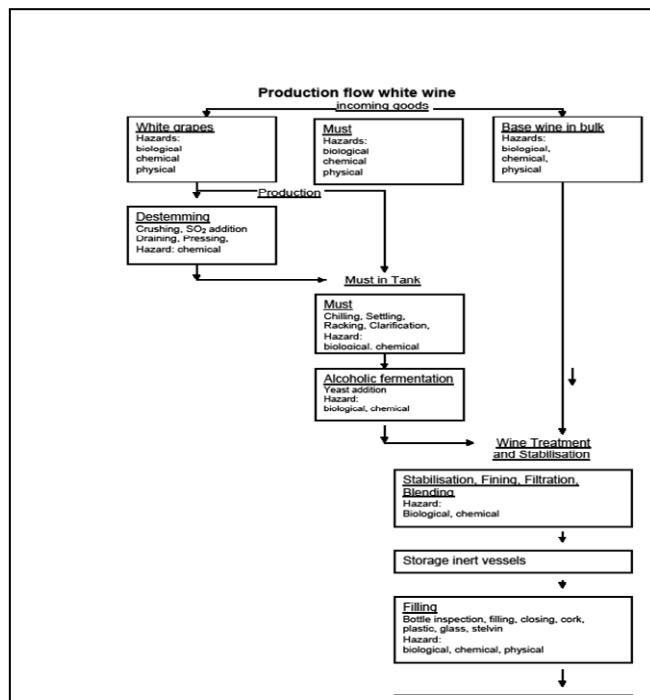 Production flow white wine
incoming goods
White grapes
Hazards:
biological
chemical
physical
Must
Hazards:
biological
chemical
physical
Base wine in bulk
Hazards:
biological,
chemical,
physical
Production
Destemming
Crushing, SO₂ addition
Draining, Pressing,
Hazard: chemical
Must in Tank
Must
Chilling, Settling,
Racking, Clarification,
Hazard:
biological, chemical
Alcoholic fermentation
Yeast addition
Hazard:
biological, chemical
Wine Treatment
and Stabilisation
Stabilisation, Fining, Filtration,
Blending
Hazard:
Biological, chemical
Storage inert vessels
Filling
Bottle inspection, filling, closing, cork,
plastic, glass, stelvin
Hazard:
biological, chemical, physical